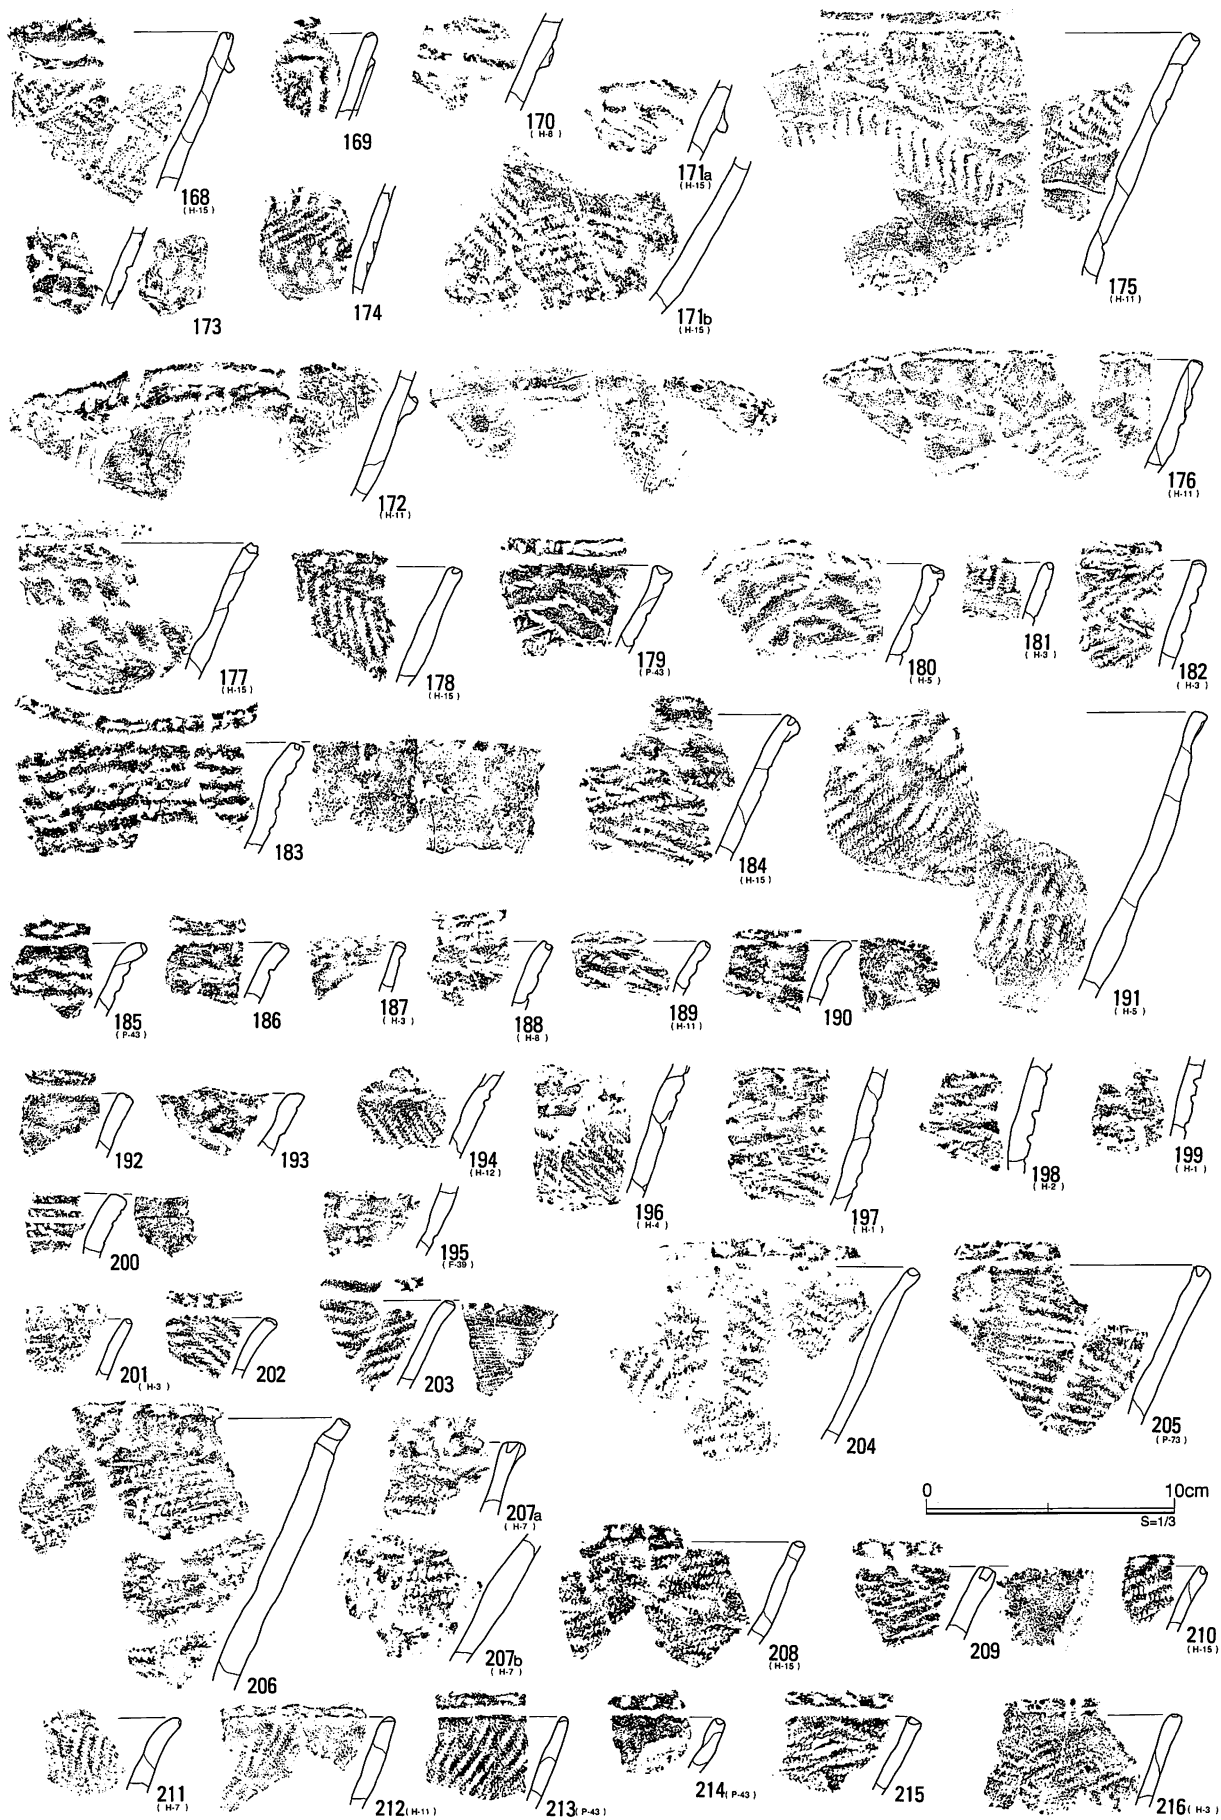 168
(H-15)
169
170
(H-8)
171a
(H-15)
171b
(H-15)
175
(H-11)
173
174
172
(H-11)
176
(H-11)
177
(H-15)
178
(H-15)
179
(P-43)
180
(H-5)
181
(H-3)
182
(H-3)
183
184
(H-15)
191
(H-5)
185
(P-43)
186
187
(H-3)
188
(H-8)
189
(H-11)
190
192
193
194
(H-12)
196
(H-4)
197
(H-1)
198
(H-2)
199
(H-1)
200
195
(F-39)
201
(H-3)
202
203
204
205
(P-73)
0 10cm
S=1/3
206
207a
(H-7)
207b
(H-7)
208
(H-15)
209
210
(H-15)
211
(H-7)
212 (H-11)
213 (P-43)
214 (P-43)
215
216 (H-3)